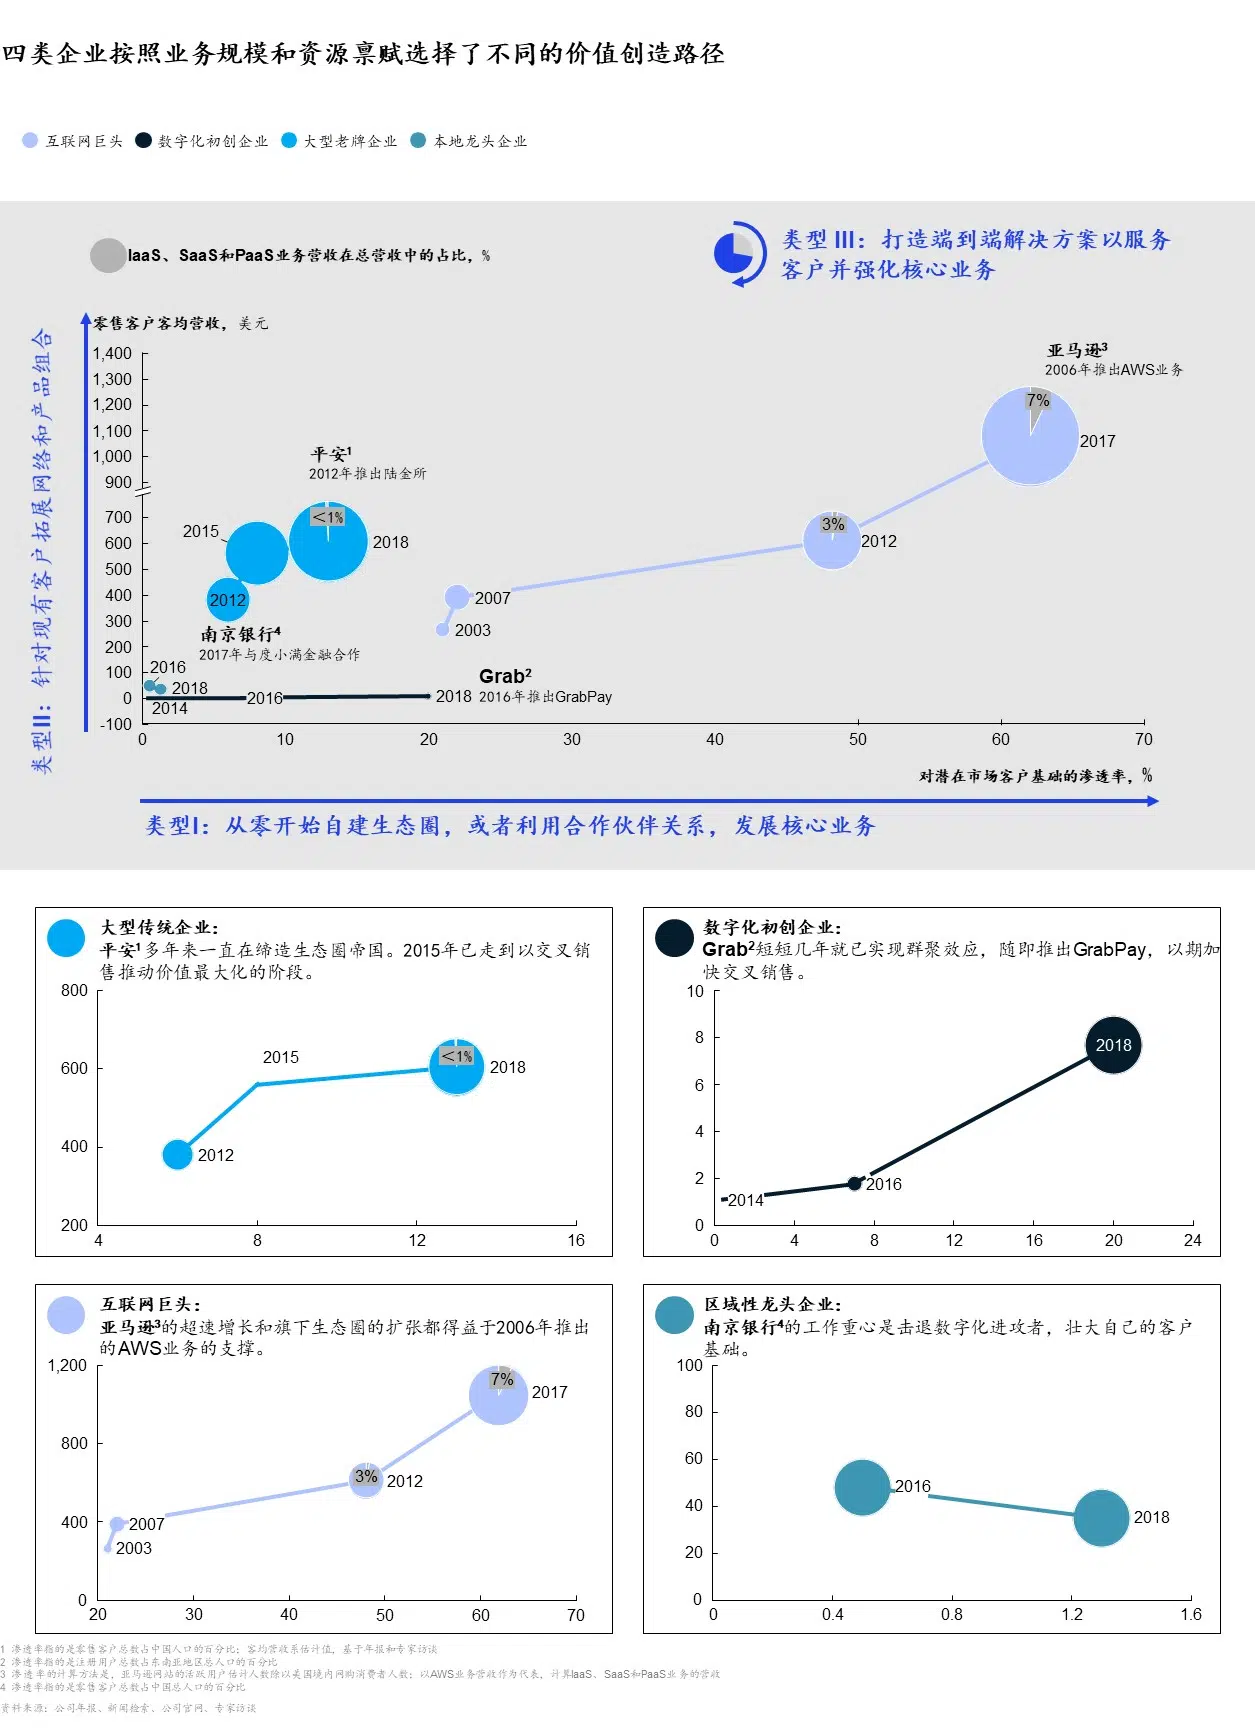 四类企业按照业务规模和资源禀赋选择了不同的价值创造路径
互联网巨头
数字化初创企业
大型老牌企业
本地龙头企业
IaaS、SaaS和PaaS业务营收在总营收中的占比，%
类型 III：打造端到端解决方案以服务
客户并强化核心业务
类型II：针对现有客户拓展网络和产品组合
零售客户客均营收，美元
1,400
1,300
1,200
1,100
1,000
900
700
600
500
400
300
200
100
0
-100
亚马逊³
2006年推出AWS业务
7%
2017
平安¹
2012年推出陆金所
2015
<1%
2018
2012
3%
2012
2007
2003
南京银行⁴
2017年与度小满金融合作
2016
2018
2014
2016
2018
Grab²
2016年推出GrabPay
0
10
20
30
40
50
60
70
对潜在市场客户基础的渗透率，%
类型I：从零开始自建生态圈，或者利用合作伙伴关系，发展核心业务
大型传统企业：
平安¹多年来一直在缔造生态圈帝国。2015年已走到以交叉销
售推动价值最大化的阶段。
800
600
400
200
2015
<1%
2018
2012
4
8
12
16
数字化初创企业：
Grab²短短几年就已实现群聚效应，随即推出GrabPay，以期加
快交叉销售。
10
8
6
4
2
0
2018
2016
2014
0
4
8
12
16
20
24
互联网巨头：
亚马逊³的超速增长和旗下生态圈的扩张都得益于2006年推出
的AWS业务的支撑。
1,200
800
400
0
7%
2017
3%
2012
2007
2003
20
30
40
50
60
70
区域性龙头企业：
南京银行⁴的工作重心是击退数字化进攻者，壮大自己的客户
基础。
100
80
60
40
20
0
2016
2018
0
0.4
0.8
1.2
1.6
1 渗透率指的是零售客户总数占中国人口的百分比；客均营收系估计值，基于年报和专家访谈
2 渗透率指的是注册用户总数占东南亚地区总人口的百分比
3 渗透率的计算方法是，亚马逊网站的活跃用户估计人数除以美国境内网购消费者人数；以AWS业务营收作为代表，计算IaaS、SaaS和PaaS业务的营收
4 渗透率指的是零售客户总数占中国总人口的百分比
资料来源：公司年报、新闻检索、公司官网、专家访谈